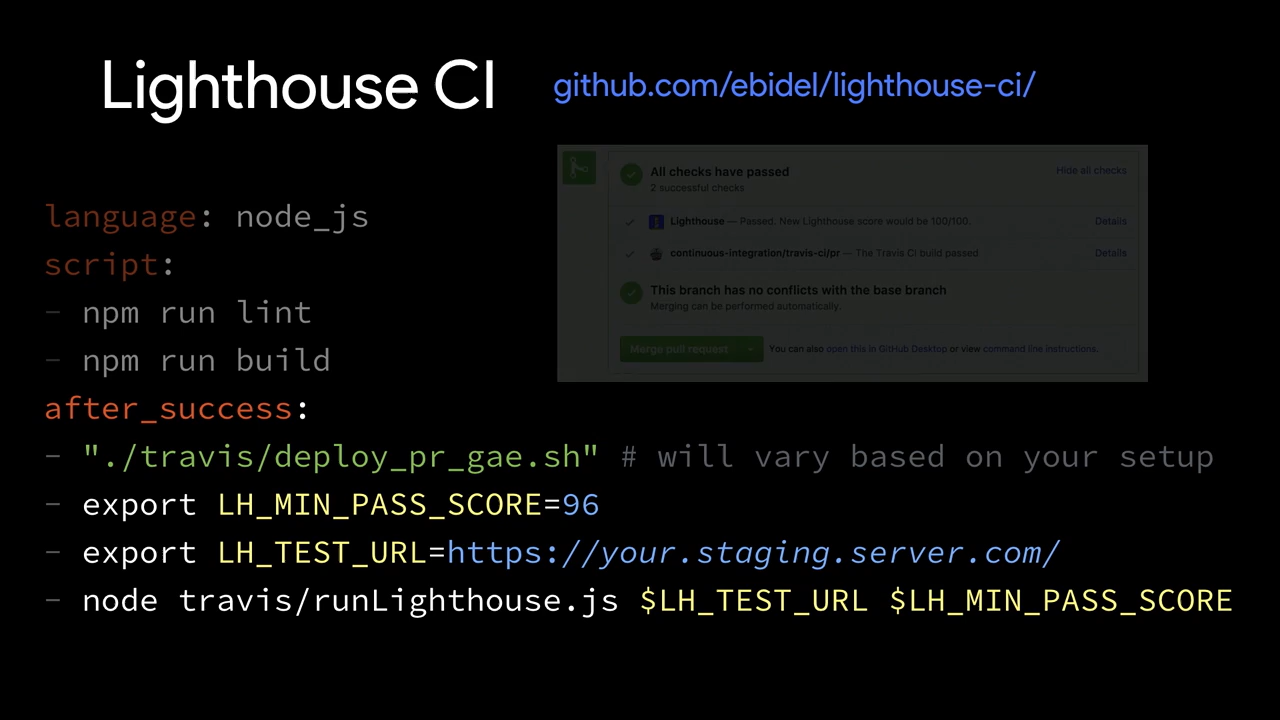 Lighthouse CI
github.com/ebidel/lighthouse-ci/
All checks have passed
Hide all checks
2 successful checks
Lighthouse — Passed. New Lighthouse score would be 100/100.
Details
continuous-integration/travis-ci/pr — The Travis CI build passed
Details
This branch has no conflicts with the base branch
Merging can be performed automatically.
Merge pull request
You can also open this in GitHub Desktop or view command line instructions.
language: node_js
script:
- npm run lint
- npm run build
after_success:
- "./travis/deploy_pr_gae.sh" # will vary based on your setup
- export LH_MIN_PASS_SCORE=96
- export LH_TEST_URL=https://your.staging.server.com/
- node travis/runLighthouse.js $LH_TEST_URL $LH_MIN_PASS_SCORE